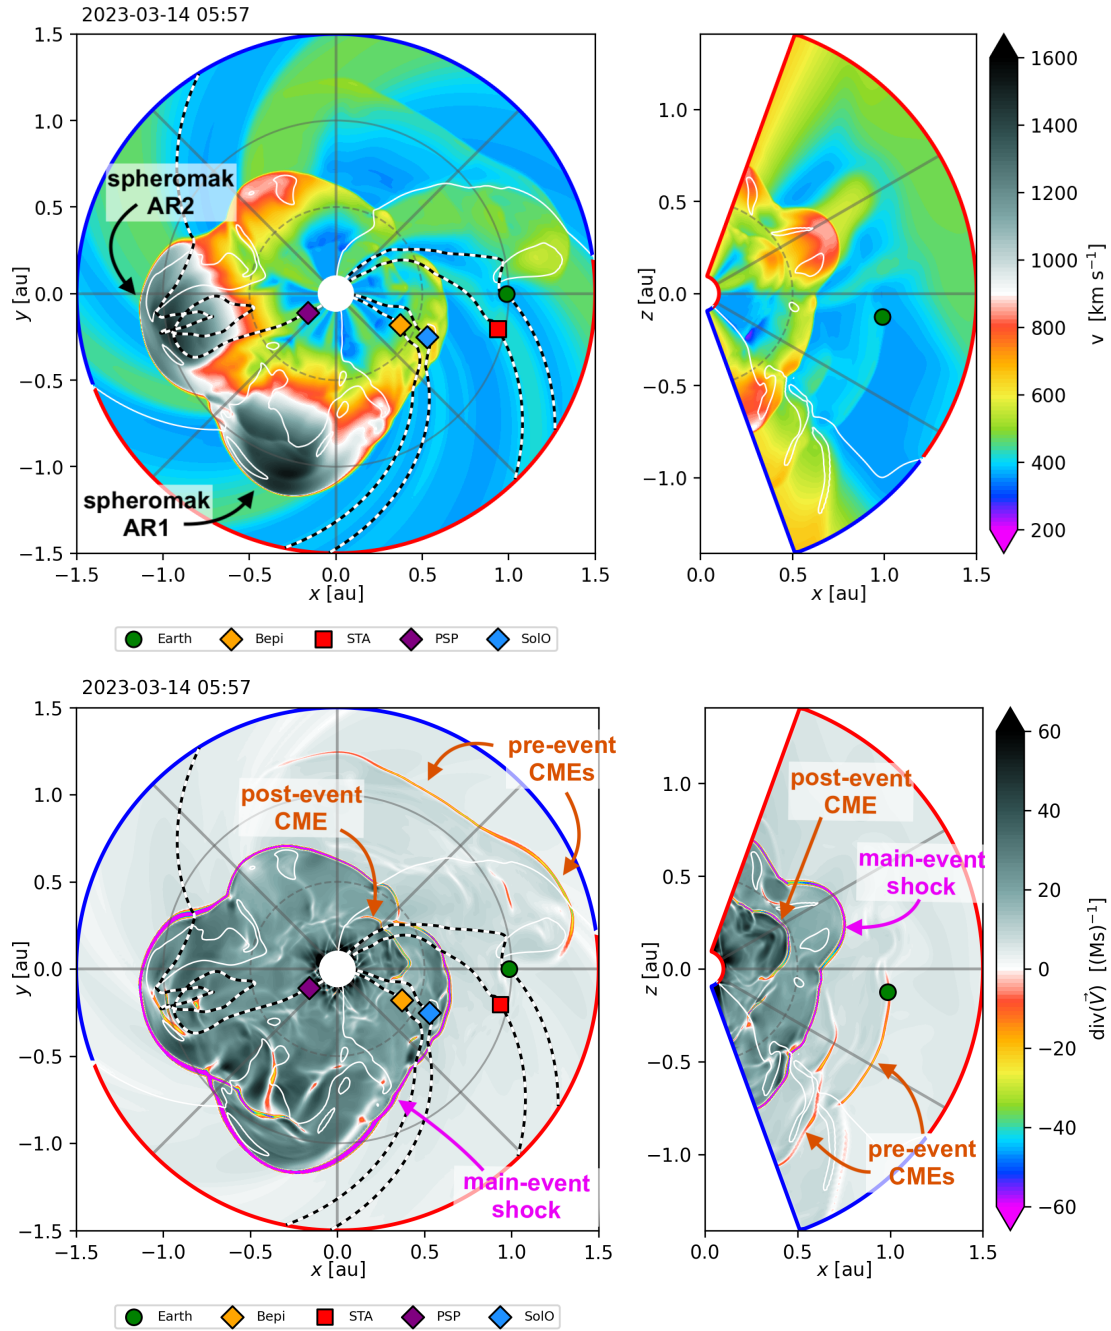 2023-03-14 05:57
1.5
1.0
0.5
0.0
−0.5
−1.0
−1.5
y [au]
−1.5
−1.0
−0.5
0.0
0.5
1.0
1.5
x [au]
spheromak
AR2
spheromak
AR1
1.0
0.5
0.0
−0.5
−1.0
z [au]
0.0
0.5
1.0
1.5
x [au]
1600
1400
1200
1000
800
600
400
200
v [km s⁻¹]
Earth
Bepi
STA
PSP
SolO
2023-03-14 05:57
1.5
1.0
0.5
0.0
−0.5
−1.0
−1.5
y [au]
−1.5
−1.0
−0.5
0.0
0.5
1.0
1.5
x [au]
pre-event
CMEs
post-event
CME
main-event
shock
1.0
0.5
0.0
−0.5
−1.0
z [au]
0.0
0.5
1.0
1.5
x [au]
post-event
CME
main-event
shock
pre-event
CMEs
60
40
20
0
−20
−40
−60
div(V⃗) [(Ms)⁻¹]
Earth
Bepi
STA
PSP
SolO